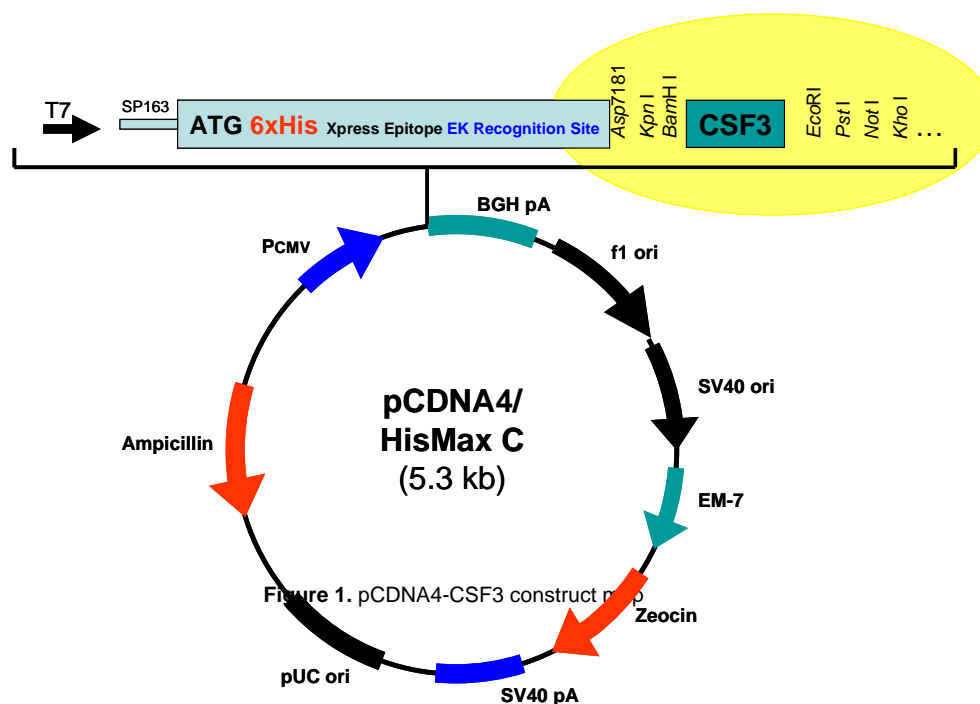 T7
SP163
ATG 6xHis Xpress Epitope EK Recognition Site
Asp7181
Kpn I
BamH I
CSF3
EcoRI
Pst I
Not I
Kho I
...
BGH pA
PCMV
f1 ori
SV40 ori
Ampicillin
pCDNA4/
HisMax C
(5.3 kb)
EM-7
Figure 1. pCDNA4-CSF3 construct
Zeocin
pUC ori
SV40 pA